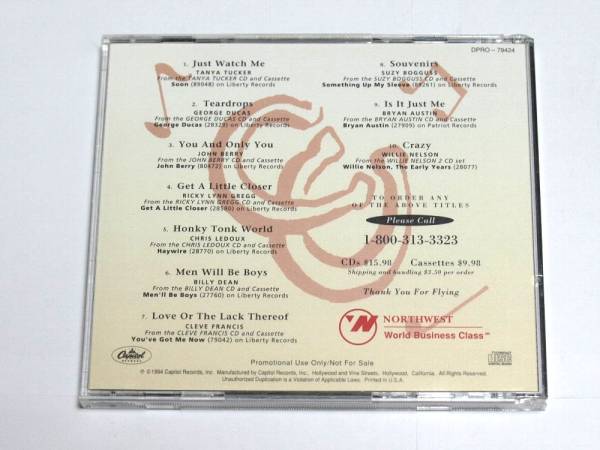 DPRO - 79424
1. Just Watch Me
TANYA TUCKER
From the TANYA TUCKER CD and Cassette
Soon (89048) on Liberty Records
2. Teardrops
GEORGE DUCAS
From the GEORGE DUCAS CD and Cassette
George Ducas (28329) on Liberty Records
3. You And Only You
JOHN BERRY
From the JOHN BERRY CD and Cassette
John Berry (80472) on Liberty Records
4. Get A Little Closer
RICKY LYNN GREGG
From the RICKY LYNN GREGG CD and Cassette
Get A Little Closer (28580) on Liberty Records
5. Honky Tonk World
CHRIS LEDOUX
From the CHRIS LEDOUX CD and Cassette
Haywire (28770) on Liberty Records
6. Men Will Be Boys
BILLY DEAN
From the BILLY DEAN CD and Cassette
Men'll Be Boys (27760) on Liberty Records
7. Love Or The Lack Thereof
CLEVE FRANCIS
From the CLEVE FRANCIS CD and Cassette
You've Got Me Now (79042) on Liberty Records
8. Souvenirs
SUZY BOGGUSS
From the SUZY BOGGUSS CD and Cassette
Something Up My Sleeve (89261) on Liberty Records
9. Is It Just Me
BRYAN AUSTIN
From the BRYAN AUSTIN CD and Cassette
Bryan Austin (27909) on Patriot Records
10. Crazy
WILLIE NELSON
From the WILLIE NELSON 2 CD set
Willie Nelson, The Early Years (28077)
TO ORDER ANY
OF THE ABOVE TITLES
Please Call
1-800-313-3323
CDs $15.98 Cassettes $9.98
Shipping and handling $3.50 per order
Thank You For Flying
NORTHWEST
World Business Class℠
Capitol
Promotional Use Only/Not For Sale
℗ © 1994 Capitol Records, Inc. Manufactured by Capitol Records, Inc., Hollywood and Vine Streets, Hollywood, California. All Rights Reserved.
Unauthorized Duplication is a Violation of Applicable Laws. Printed in U.S.A.